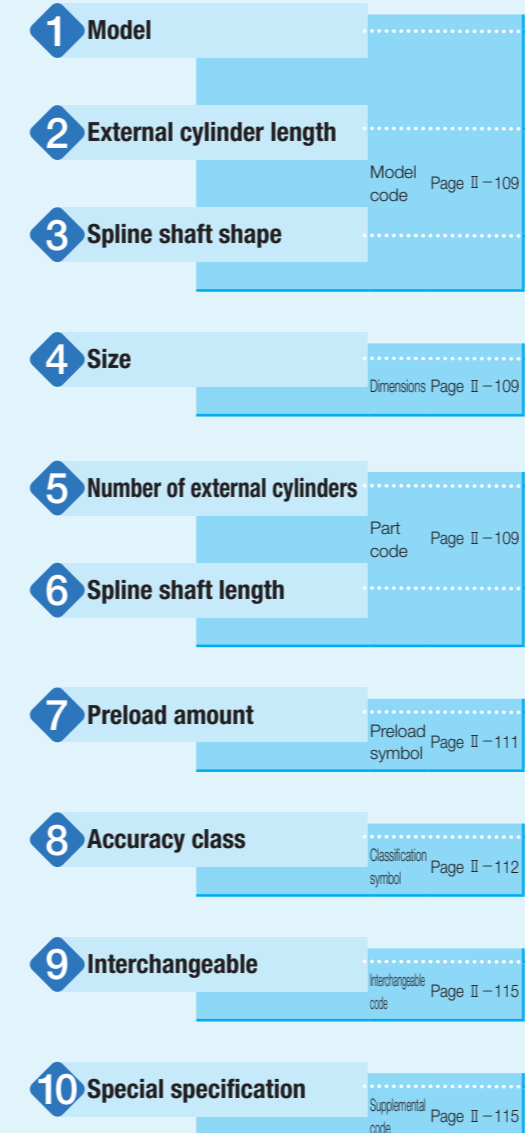 1 Model
2 External cylinder length
Model
code
Page Ⅱ－109
3 Spline shaft shape
4 Size
Dimensions Page Ⅱ－109
5 Number of external cylinders
Part
code
Page Ⅱ－109
6 Spline shaft length
7 Preload amount
Preload
symbol
Page Ⅱ－111
8 Accuracy class
Classification
symbol
Page Ⅱ－112
9 Interchangeable
Interchangeable
code
Page Ⅱ－115
10 Special specification
Supplemental
code
Page Ⅱ－115